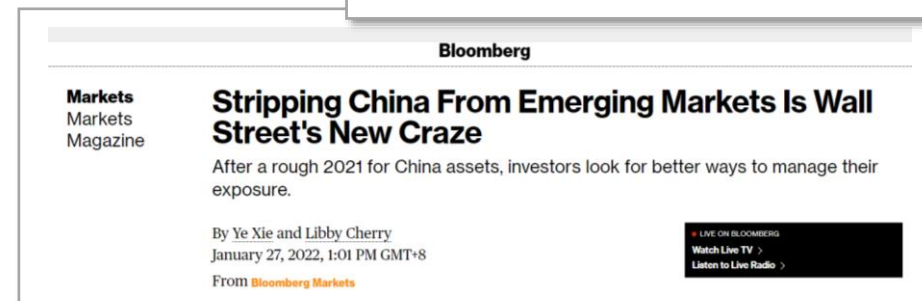 Bloomberg
Markets
Markets
Magazine
Stripping China From Emerging Markets Is Wall
Street's New Craze
After a rough 2021 for China assets, investors look for better ways to manage their
exposure.
By Ye Xie and Libby Cherry
January 27, 2022, 1:01 PM GMT+8
From Bloomberg Markets
LIVE ON BLOOMBERG
Watch Live TV >
Listen to Live Radio >